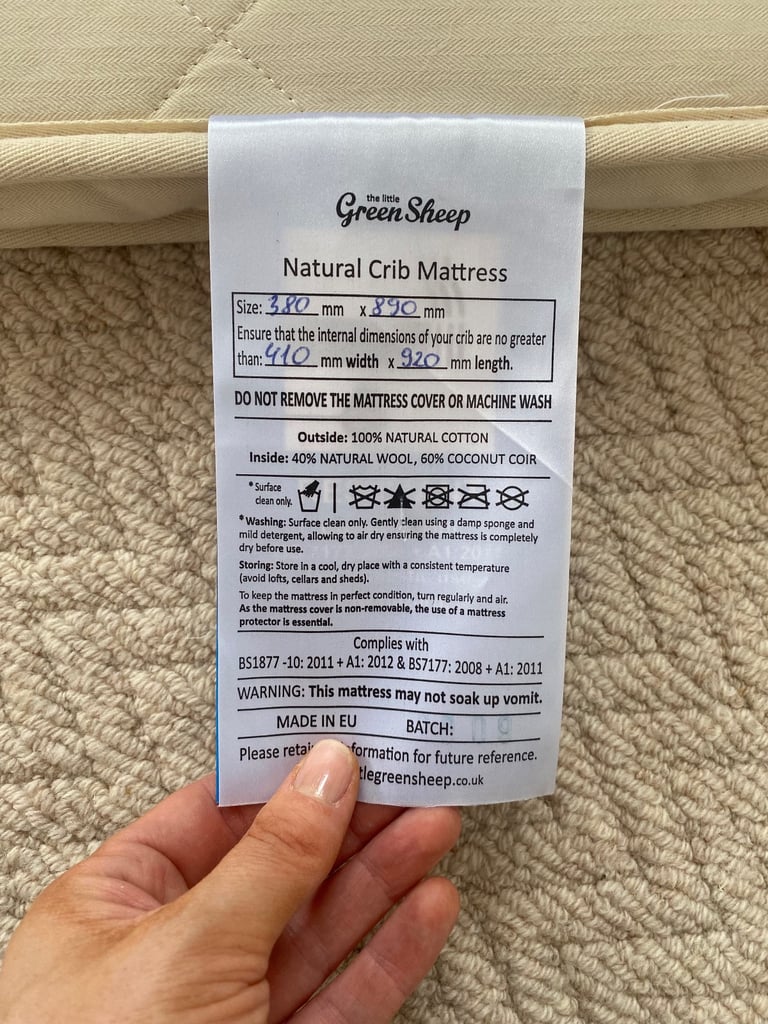 the little
Green Sheep
Natural Crib Mattress
Size: 380 mm x 890 mm
Ensure that the internal dimensions of your crib are no greater
than: 410 mm width x 920 mm length.
DO NOT REMOVE THE MATTRESS COVER OR MACHINE WASH
Outside: 100% NATURAL COTTON
Inside: 40% NATURAL WOOL, 60% COCONUT COIR
* Surface
clean only.
* Washing: Surface clean only. Gently clean using a damp sponge and
mild detergent, allowing to air dry ensuring the mattress is completely
dry before use.
Storing: Store in a cool, dry place with a consistent temperature
(avoid lofts, cellars and sheds).
To keep the mattress in perfect condition, turn regularly and air.
As the mattress cover is non-removable, the use of a mattress
protector is essential.
Complies with
BS1877 -10: 2011 + A1: 2012 & BS7177: 2008 + A1: 2011
WARNING: This mattress may not soak up vomit.
MADE IN EU BATCH:
Please retai formation for future reference.
tlegreensheep.co.uk